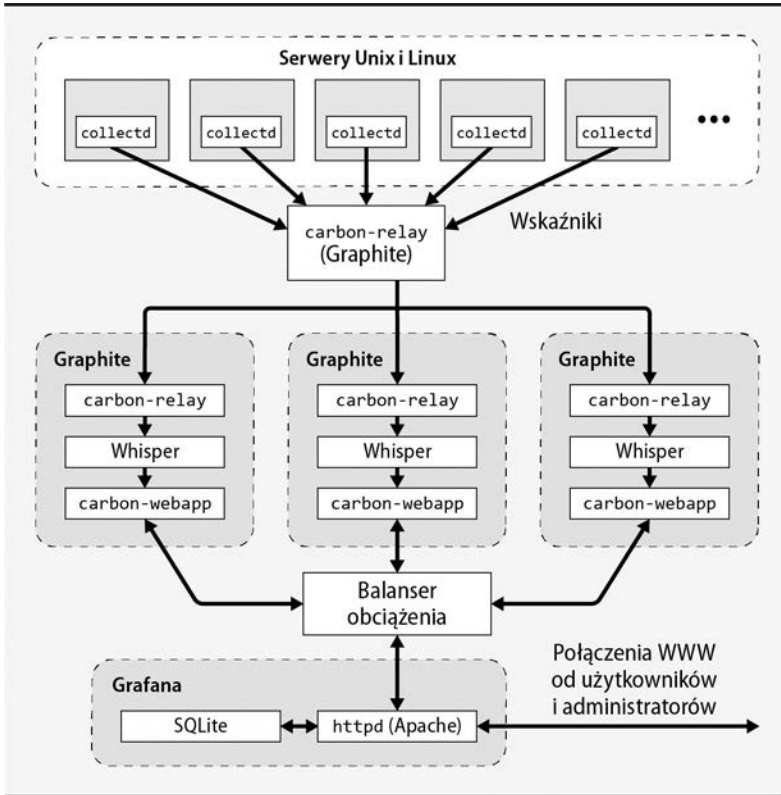 Serwery Unix i Linux
collectd collectd collectd collectd collectd
carbon-relay
(Graphite)
Wskaźniki
Graphite Graphite Graphite
carbon-relay carbon-relay carbon-relay
Whisper Whisper Whisper
carbon-webapp carbon-webapp carbon-webapp
Balanser
obciążenia
Połączenia WWW
od użytkowników
i administratorów
Grafana
SQLite
httpd (Apache)